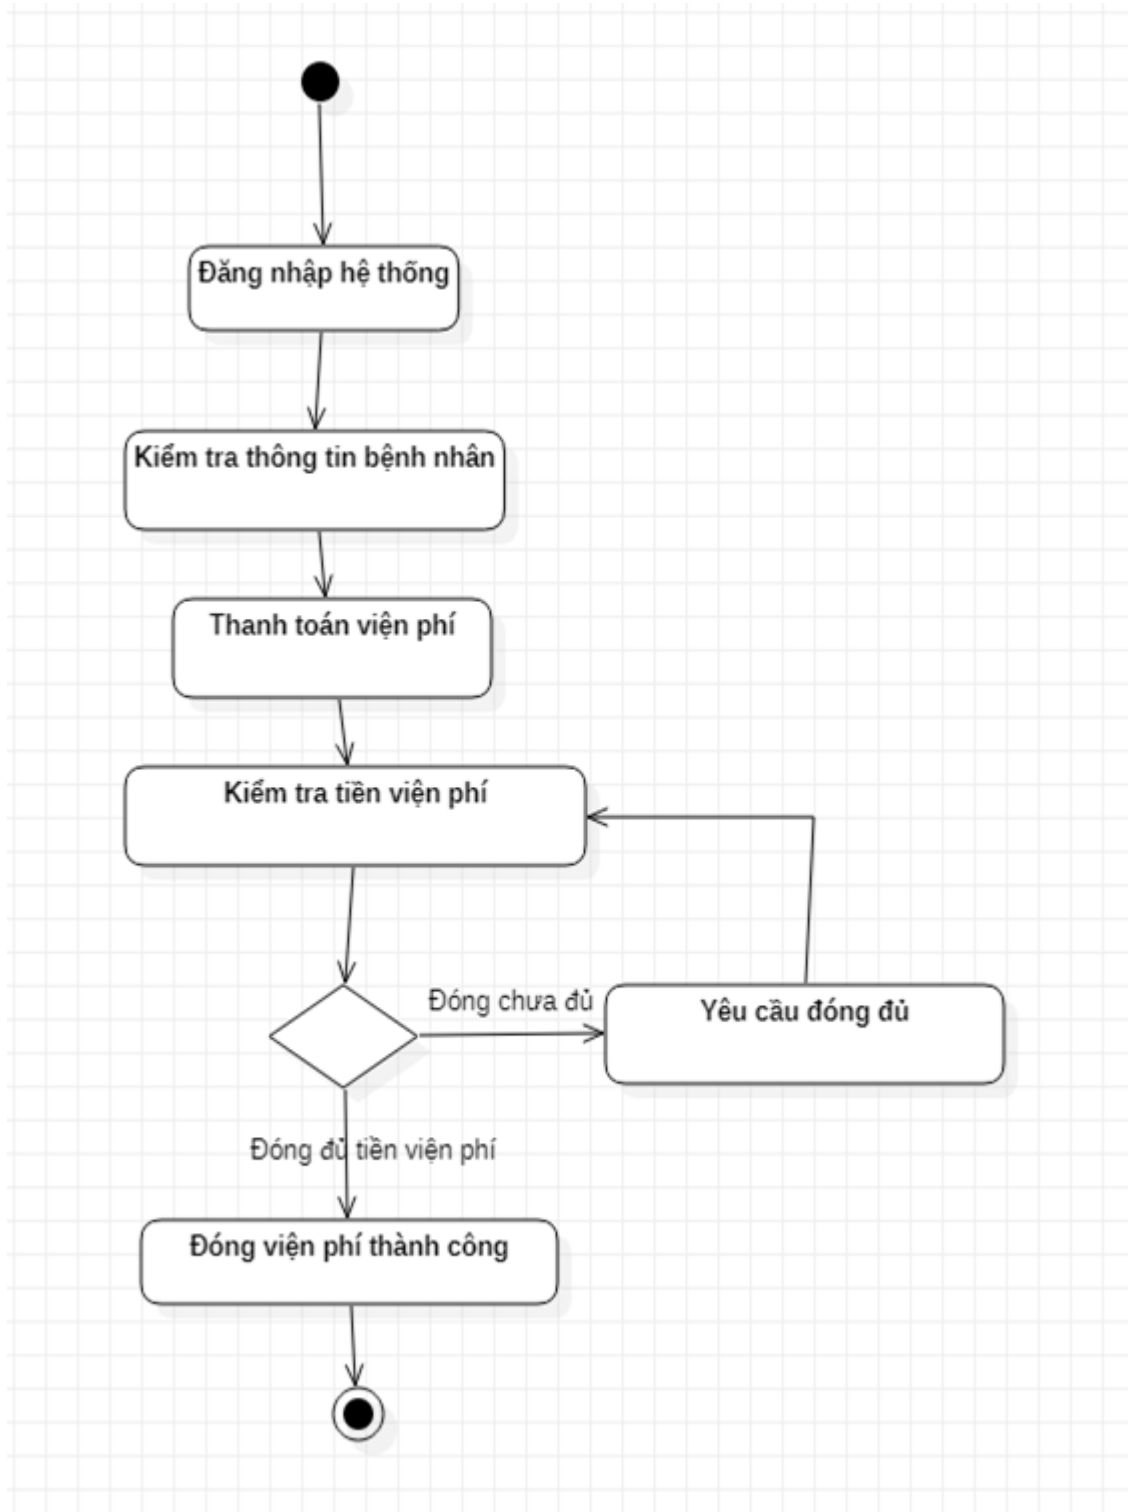 Đăng nhập hệ thống
Kiểm tra thông tin bệnh nhân
Thanh toán viện phí
Kiểm tra tiền viện phí
Đóng chưa đủ
Yêu cầu đóng đủ
Đóng đủ tiền viện phí
Đóng viện phí thành công